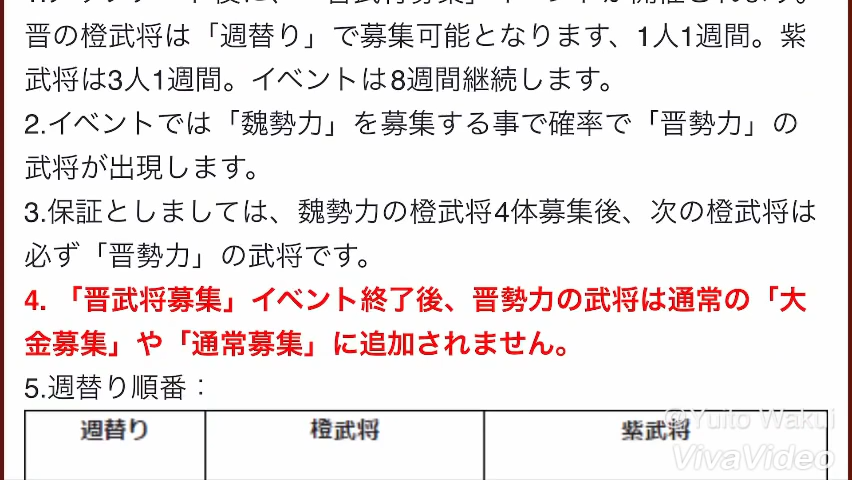 晋の橙武将は「週替り」で募集可能となります、1人1週間。紫
武将は3人1週間。イベントは8週間継続します。
2.イベントでは「魏勢力」を募集する事で確率で「晋勢力」の
武将が出現します。
3.保証としましては、魏勢力の橙武将4体募集後、次の橙武将は
必ず「晋勢力」の武将です。
4. 「晋武将募集」イベント終了後、晋勢力の武将は通常の「大
金募集」や「通常募集」に追加されません。
5.週替り順番：
週替り 橙武将 紫武将
@Yuito Wakui
VivaVideo